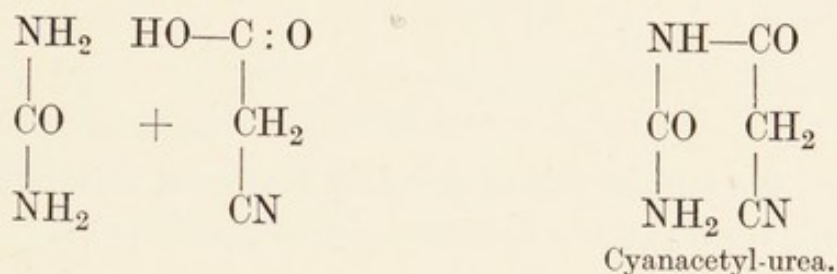 NH₂ HO—C : O NH—CO
CO + CH₂ CO CH₂
NH₂ CN NH₂ CN
Cyanacetyl-urea.